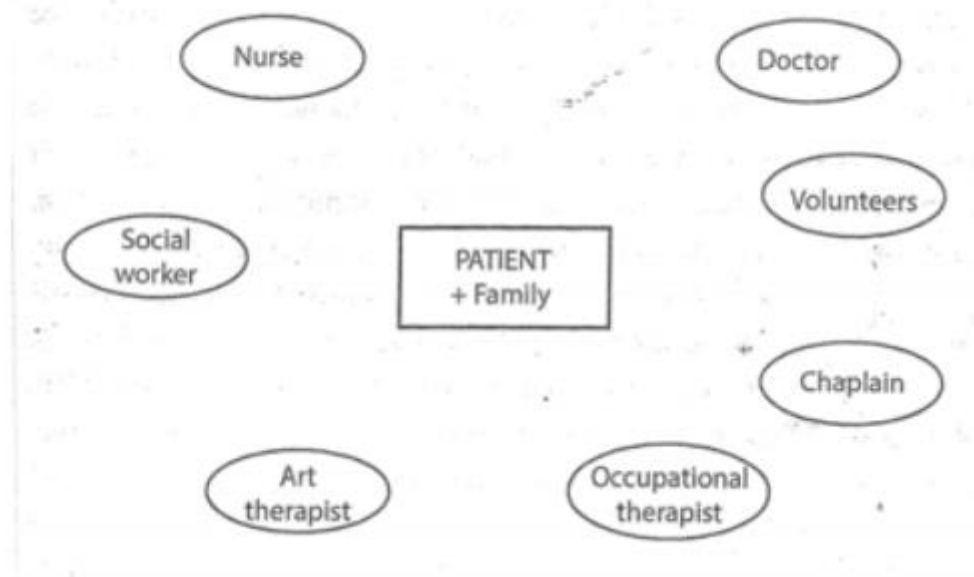 Nurse
Doctor
Volunteers
Social
worker
PATIENT
+ Family
Chaplain
Art
therapist
Occupational
therapist